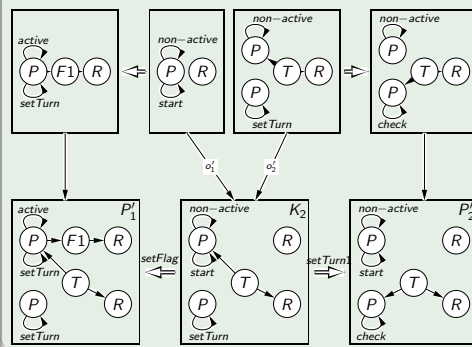 active
P F1 R
setTurn
non-active
P R
start
non-active
P
T R
P
setTurn
non-active
P
T R
P
check
o′1
o′2
P′1
active
P F1 R
setTurn
T
P R
setTurn
setFlag
K2
non-active
P R
start
T
P R
setTurn
setTurn1
P′2
non-active
P R
start
T
P R
check